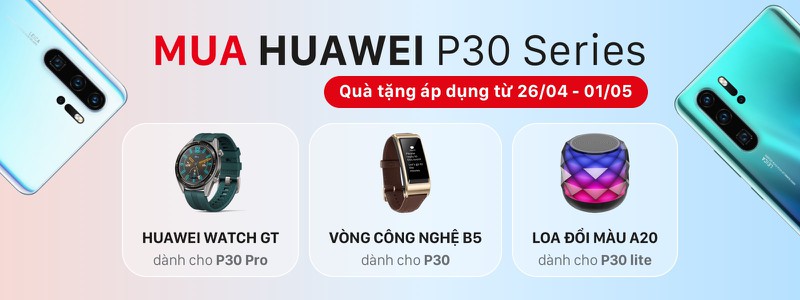 MUA HUAWEI P30 Series
Quà tặng áp dụng từ 26/04 - 01/05
HUAWEI WATCH GT
dành cho P30 Pro
VÒNG CÔNG NGHỆ B5
dành cho P30
LOA ĐỔI MÀU A20
dành cho P30 lite